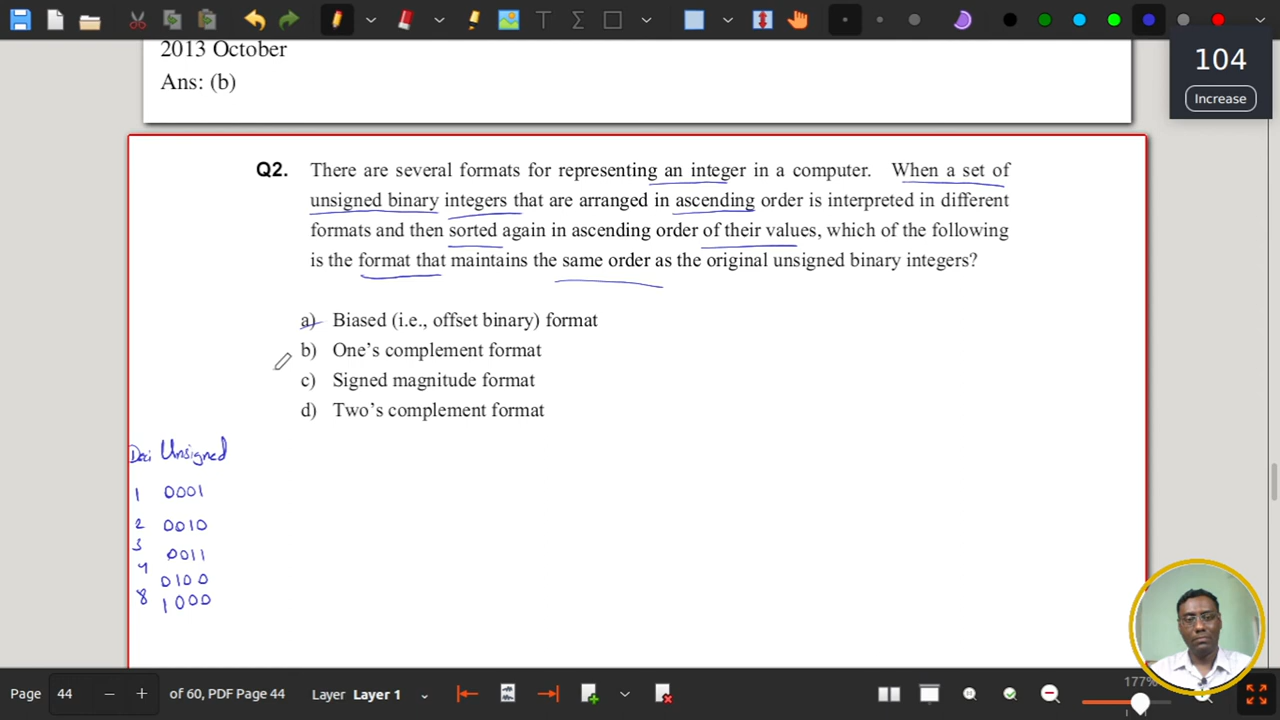 2013 October
Ans: (b)
104
Increase
Q2. There are several formats for representing an integer in a computer. When a set of
unsigned binary integers that are arranged in ascending order is interpreted in different
formats and then sorted again in ascending order of their values, which of the following
is the format that maintains the same order as the original unsigned binary integers?
a) Biased (i.e., offset binary) format
b) One's complement format
c) Signed magnitude format
d) Two's complement format
Deci Unsigned
1 0001
2 0010
3 0011
4 0100
8 1000
Page 44 of 60, PDF Page 44 Layer Layer 1 177%